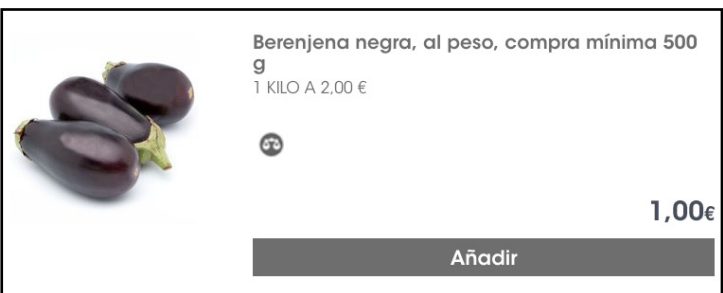 Berenjena negra, al peso, compra mínima 500
g
1 KILO A 2,00 €
1,00€
Añadir